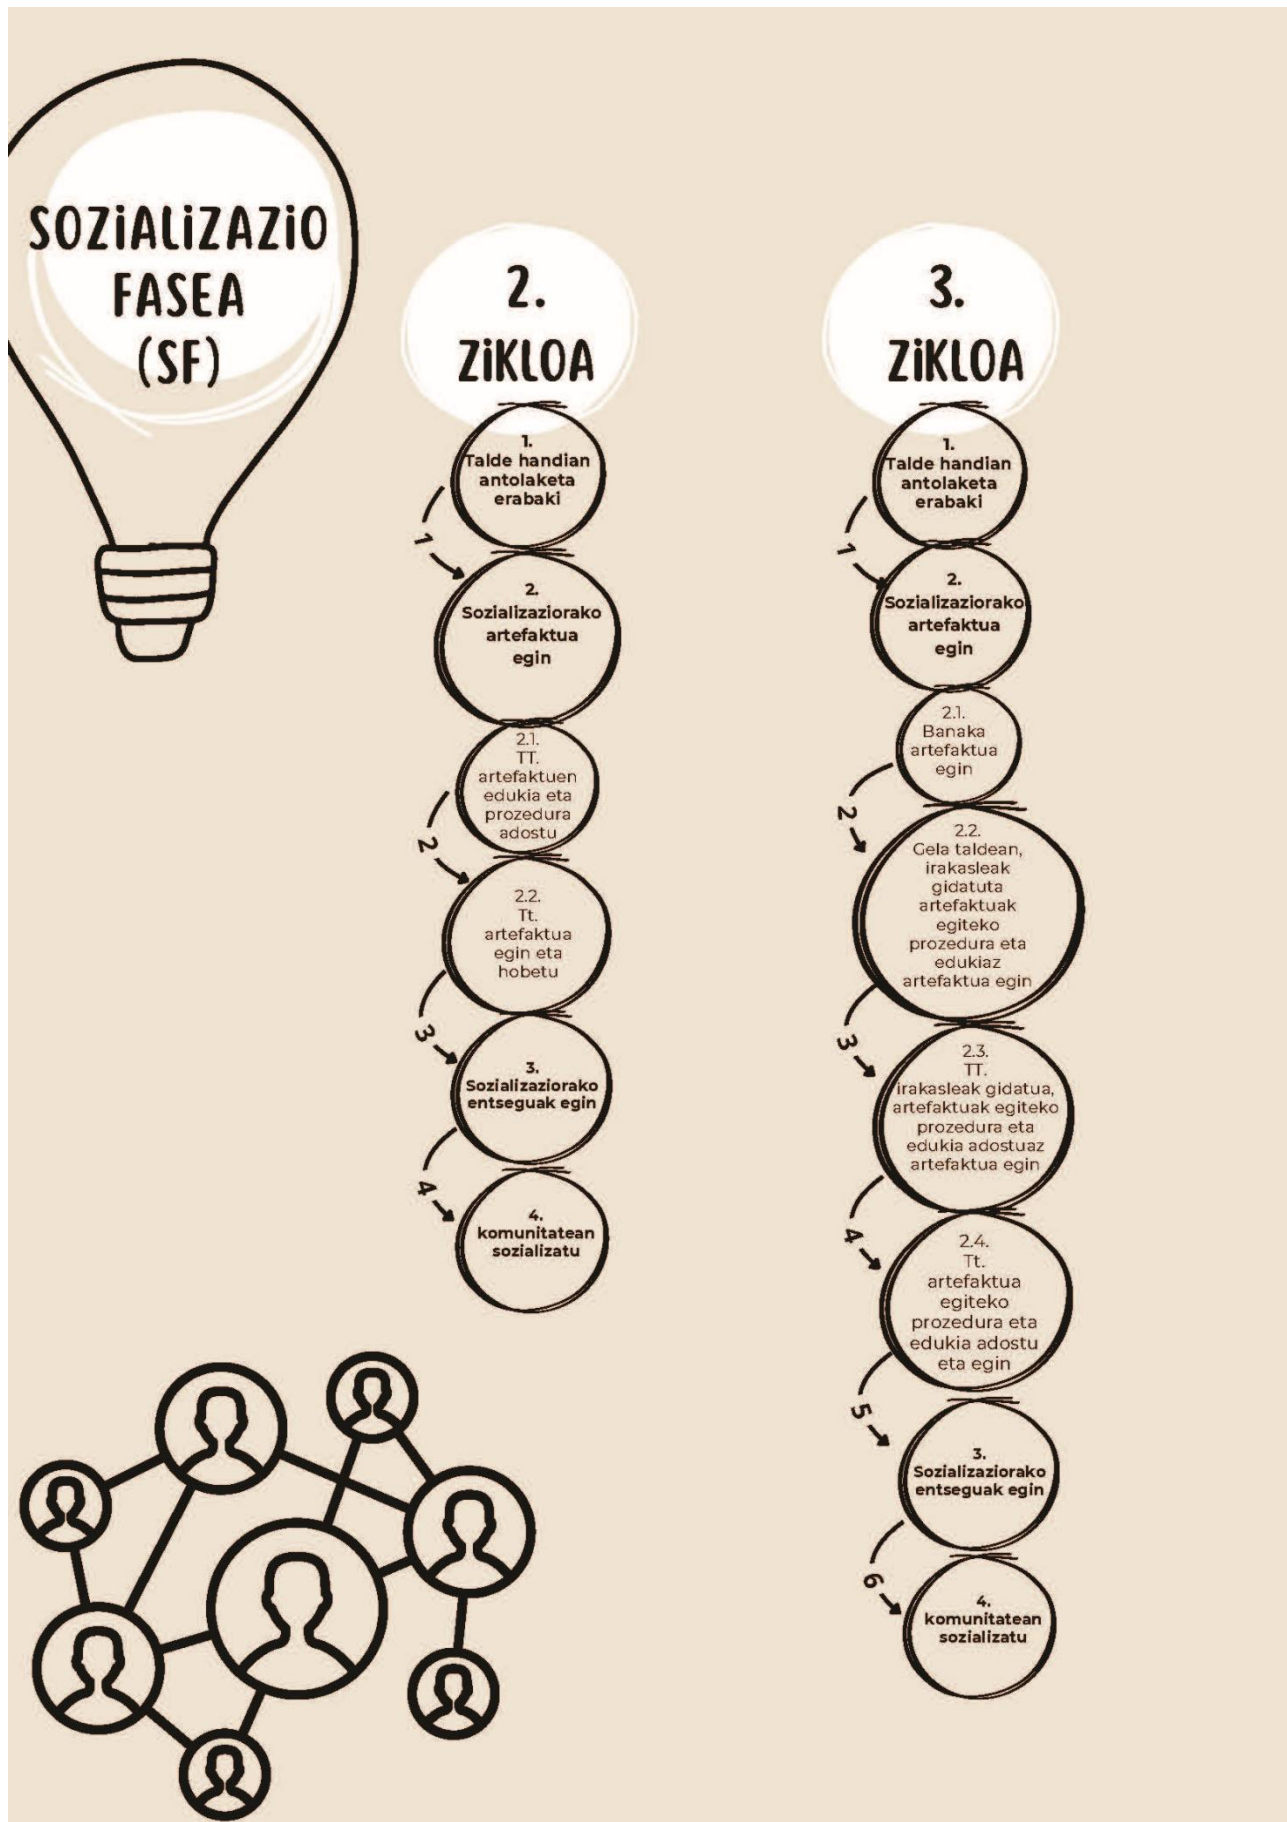 SOZiALiZAZiO
FASEA
(SF)
2.
ZiKLOA
1.
Talde handian
antolaketa
erabaki
1
2.
Sozializaziorako
artefaktua
egin
2.1.
TT.
artefaktuen
edukia eta
prozedura
adostu
2
2.2.
Tt.
artefaktua
egin eta
hobetu
3
3.
Sozializaziorako
entseguak egin
4
4.
komunitatean
sozializatu
3.
ZiKLOA
1.
Talde handian
antolaketa
erabaki
1
2.
Sozializaziorako
artefaktua
egin
2.1.
Banaka
artefaktua
egin
2
2.2.
Gela taldean,
irakasleak
gidatuta
artefaktuak
egiteko
prozedura eta
edukiaz
artefaktua egin
3
2.3.
TT.
irakasleak gidatua,
artefaktuak egiteko
prozedura eta
edukia adostuaz
artefaktua egin
4
2.4.
Tt.
artefaktua
egiteko
prozedura eta
edukia adostu
eta egin
5
3.
Sozializaziorako
entseguak egin
6
4.
komunitatean
sozializatu